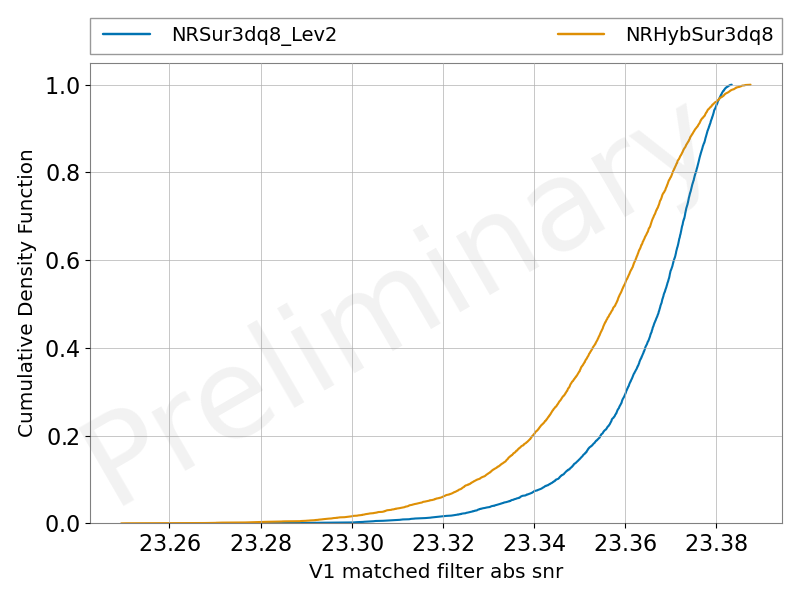 NRSur3dq8_Lev2 NRHybSur3dq8
1.0
0.8
0.6
0.4
0.2
0.0
Cumulative Density Function
Preliminary
23.26 23.28 23.30 23.32 23.34 23.36 23.38
V1 matched filter abs snr